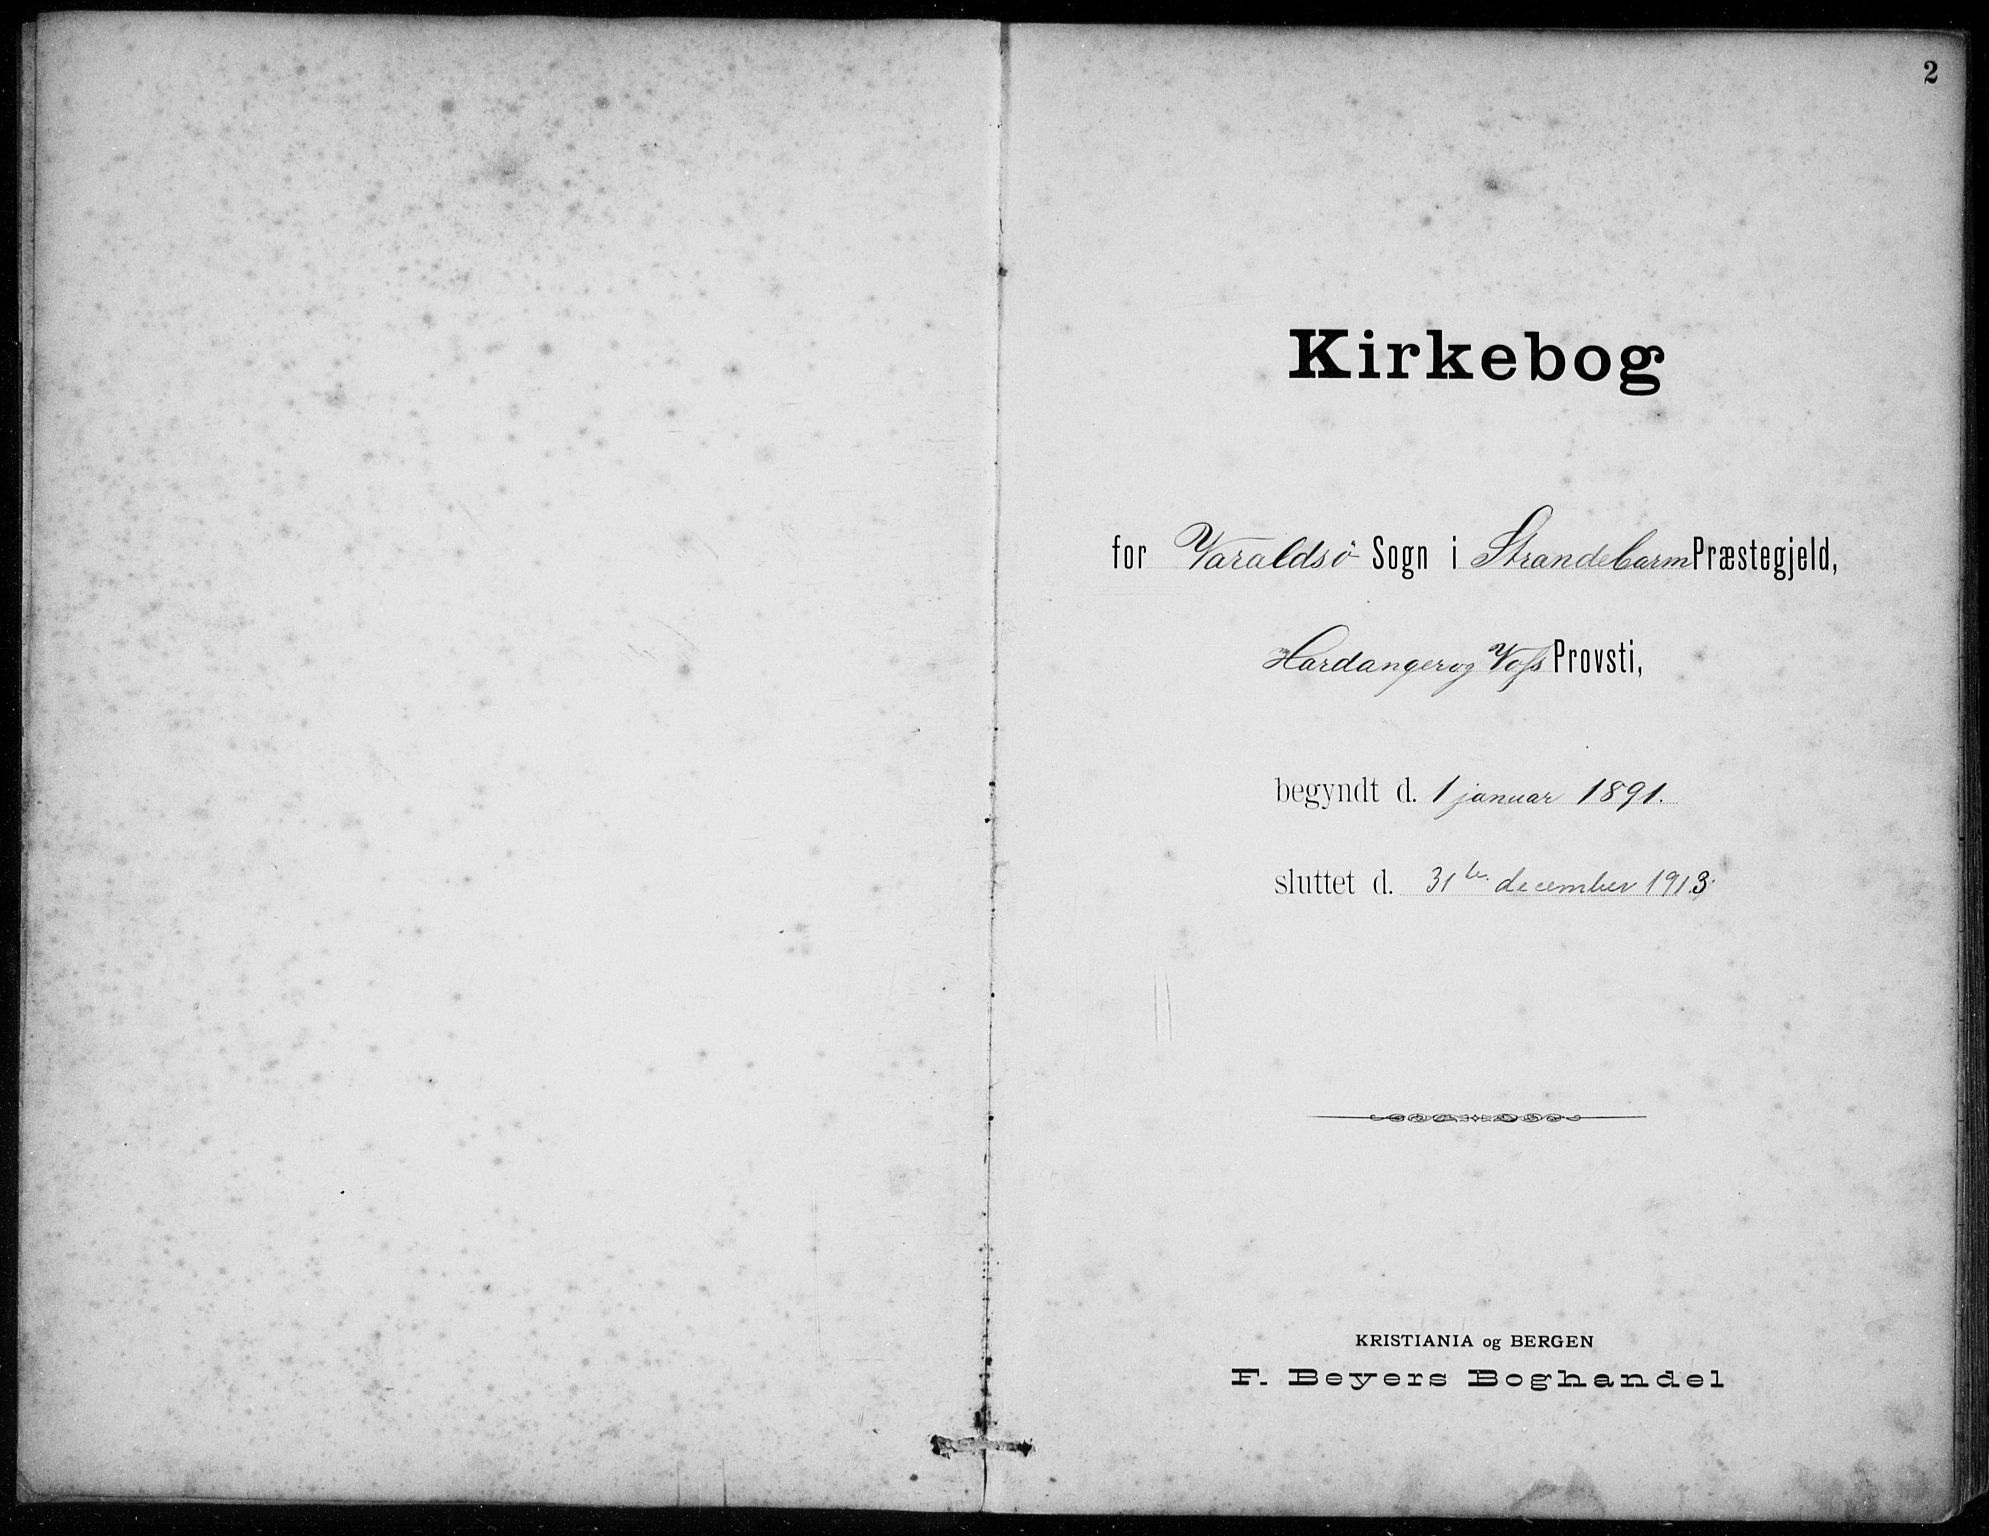 2
Kirkebog
for Varaldsö Sogn i Strandebarm Præstegjeld,
Hardanger og Voss Provsti,
begyndt d. 1 januar 1891.
sluttet d. 31te december 1913.
KRISTIANIA og BERGEN
F. Beyers Boghandel